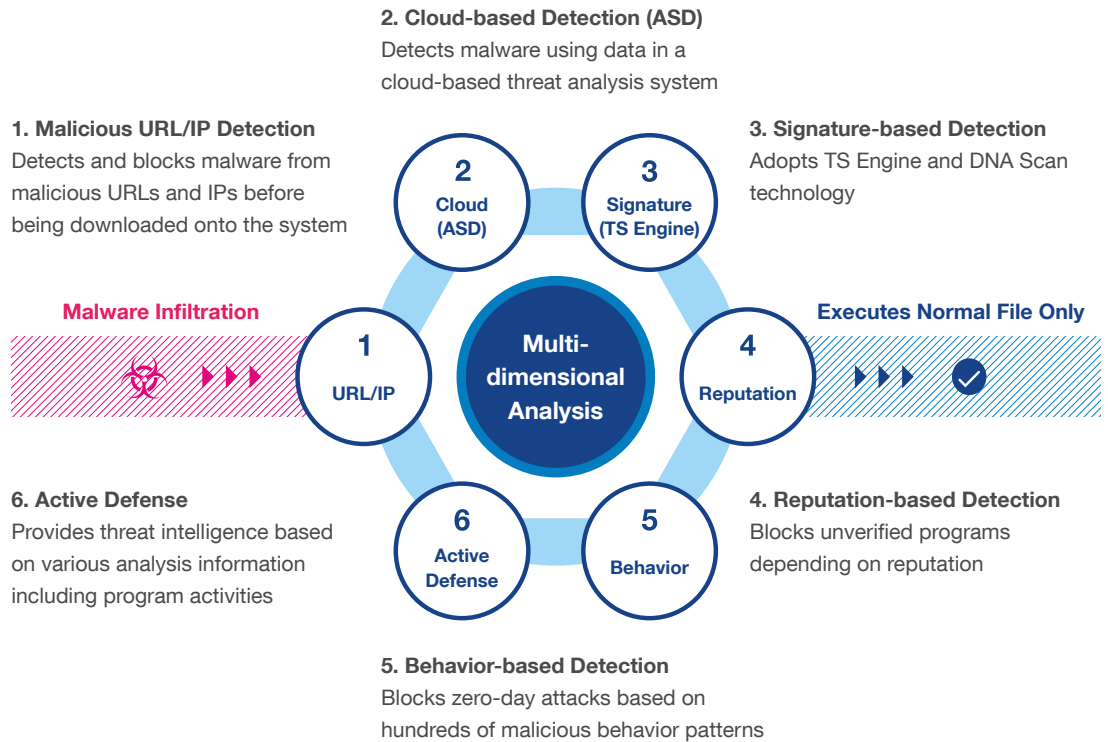 2. Cloud-based Detection (ASD)
Detects malware using data in a
cloud-based threat analysis system
1. Malicious URL/IP Detection
Detects and blocks malware from
malicious URLs and IPs before
being downloaded onto the system
3. Signature-based Detection
Adopts TS Engine and DNA Scan
technology
2
Cloud
(ASD)
3
Signature
(TS Engine)
Malware Infiltration
1
URL/IP
Multi-
dimensional
Analysis
4
Reputation
Executes Normal File Only
6. Active Defense
Provides threat intelligence based
on various analysis information
including program activities
6
Active
Defense
5
Behavior
4. Reputation-based Detection
Blocks unverified programs
depending on reputation
5. Behavior-based Detection
Blocks zero-day attacks based on
hundreds of malicious behavior patterns